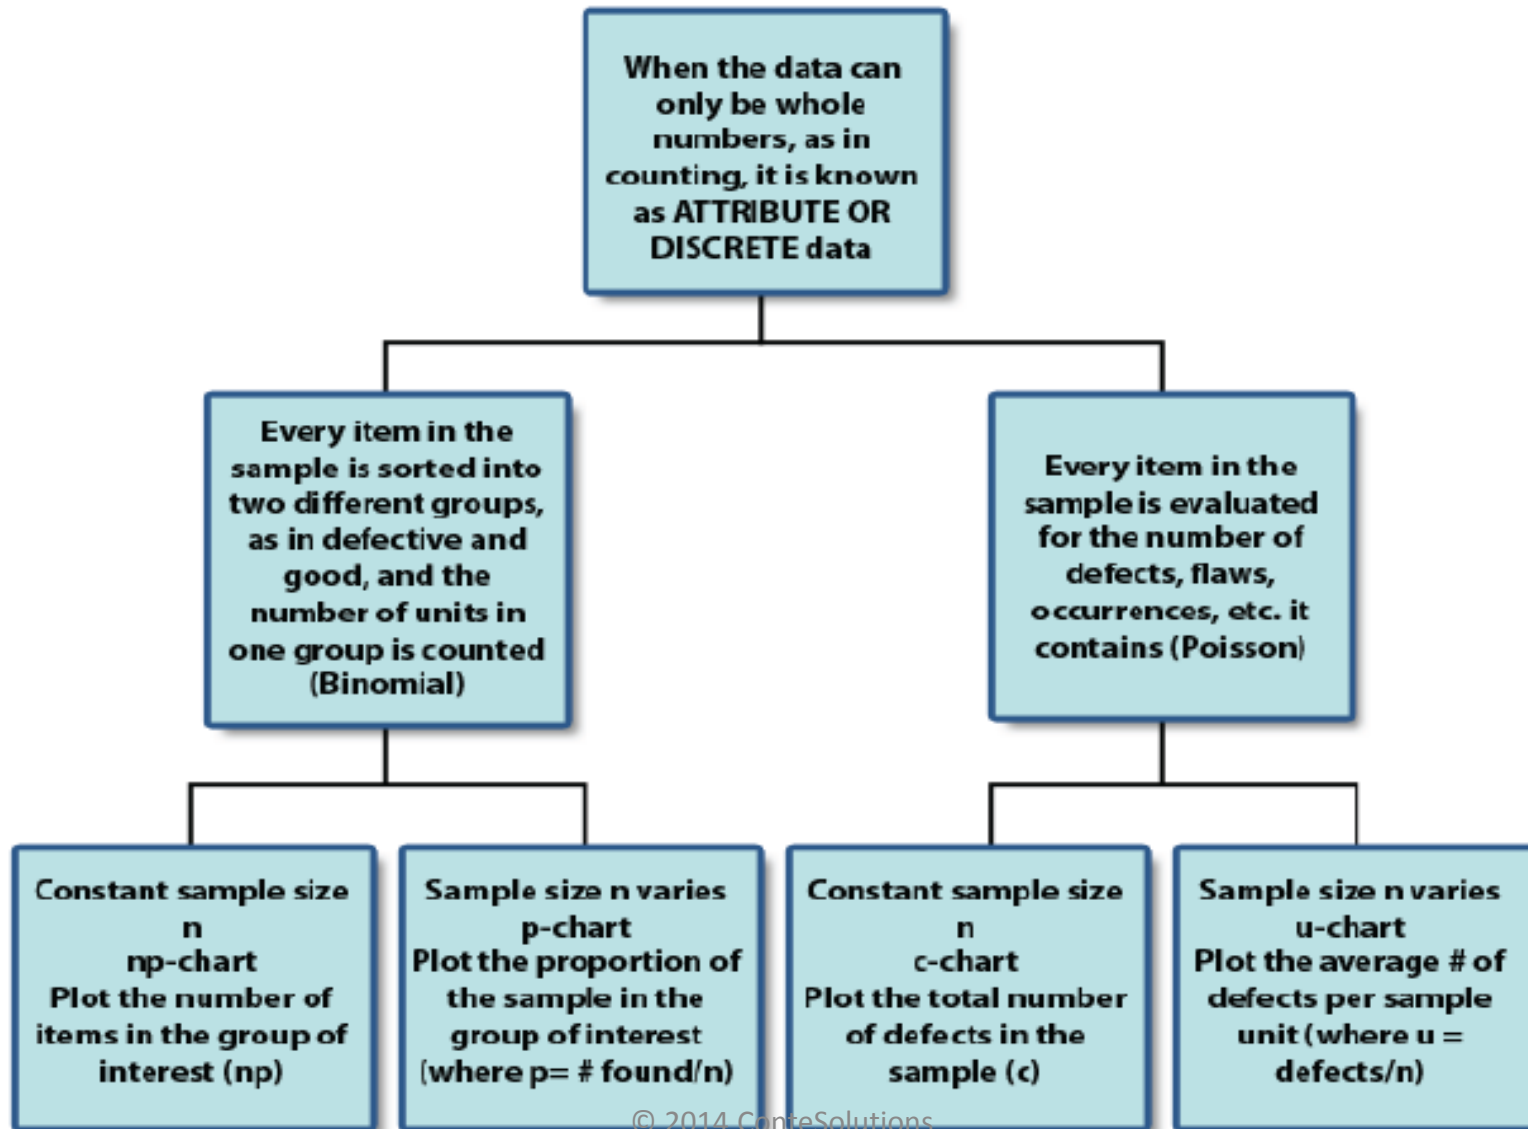 When the data can
only be whole
numbers, as in
counting, it is known
as ATTRIBUTE OR
DISCRETE data
Every item in the
sample is sorted into
two different groups,
as in defective and
good, and the
number of units in
one group is counted
(Binomial)
Every item in the
sample is evaluated
for the number of
defects, flaws,
occurrences, etc. it
contains (Poisson)
Constant sample size
n
np-chart
Plot the number of
items in the group of
interest (np)
Sample size n varies
p-chart
Plot the proportion of
the sample in the
group of interest
(where p= # found/n)
Constant sample size
n
c-chart
Plot the total number
of defects in the
sample (c)
Sample size n varies
u-chart
Plot the average # of
defects per sample
unit (where u =
defects/n)
© 2014 ConteSolutions